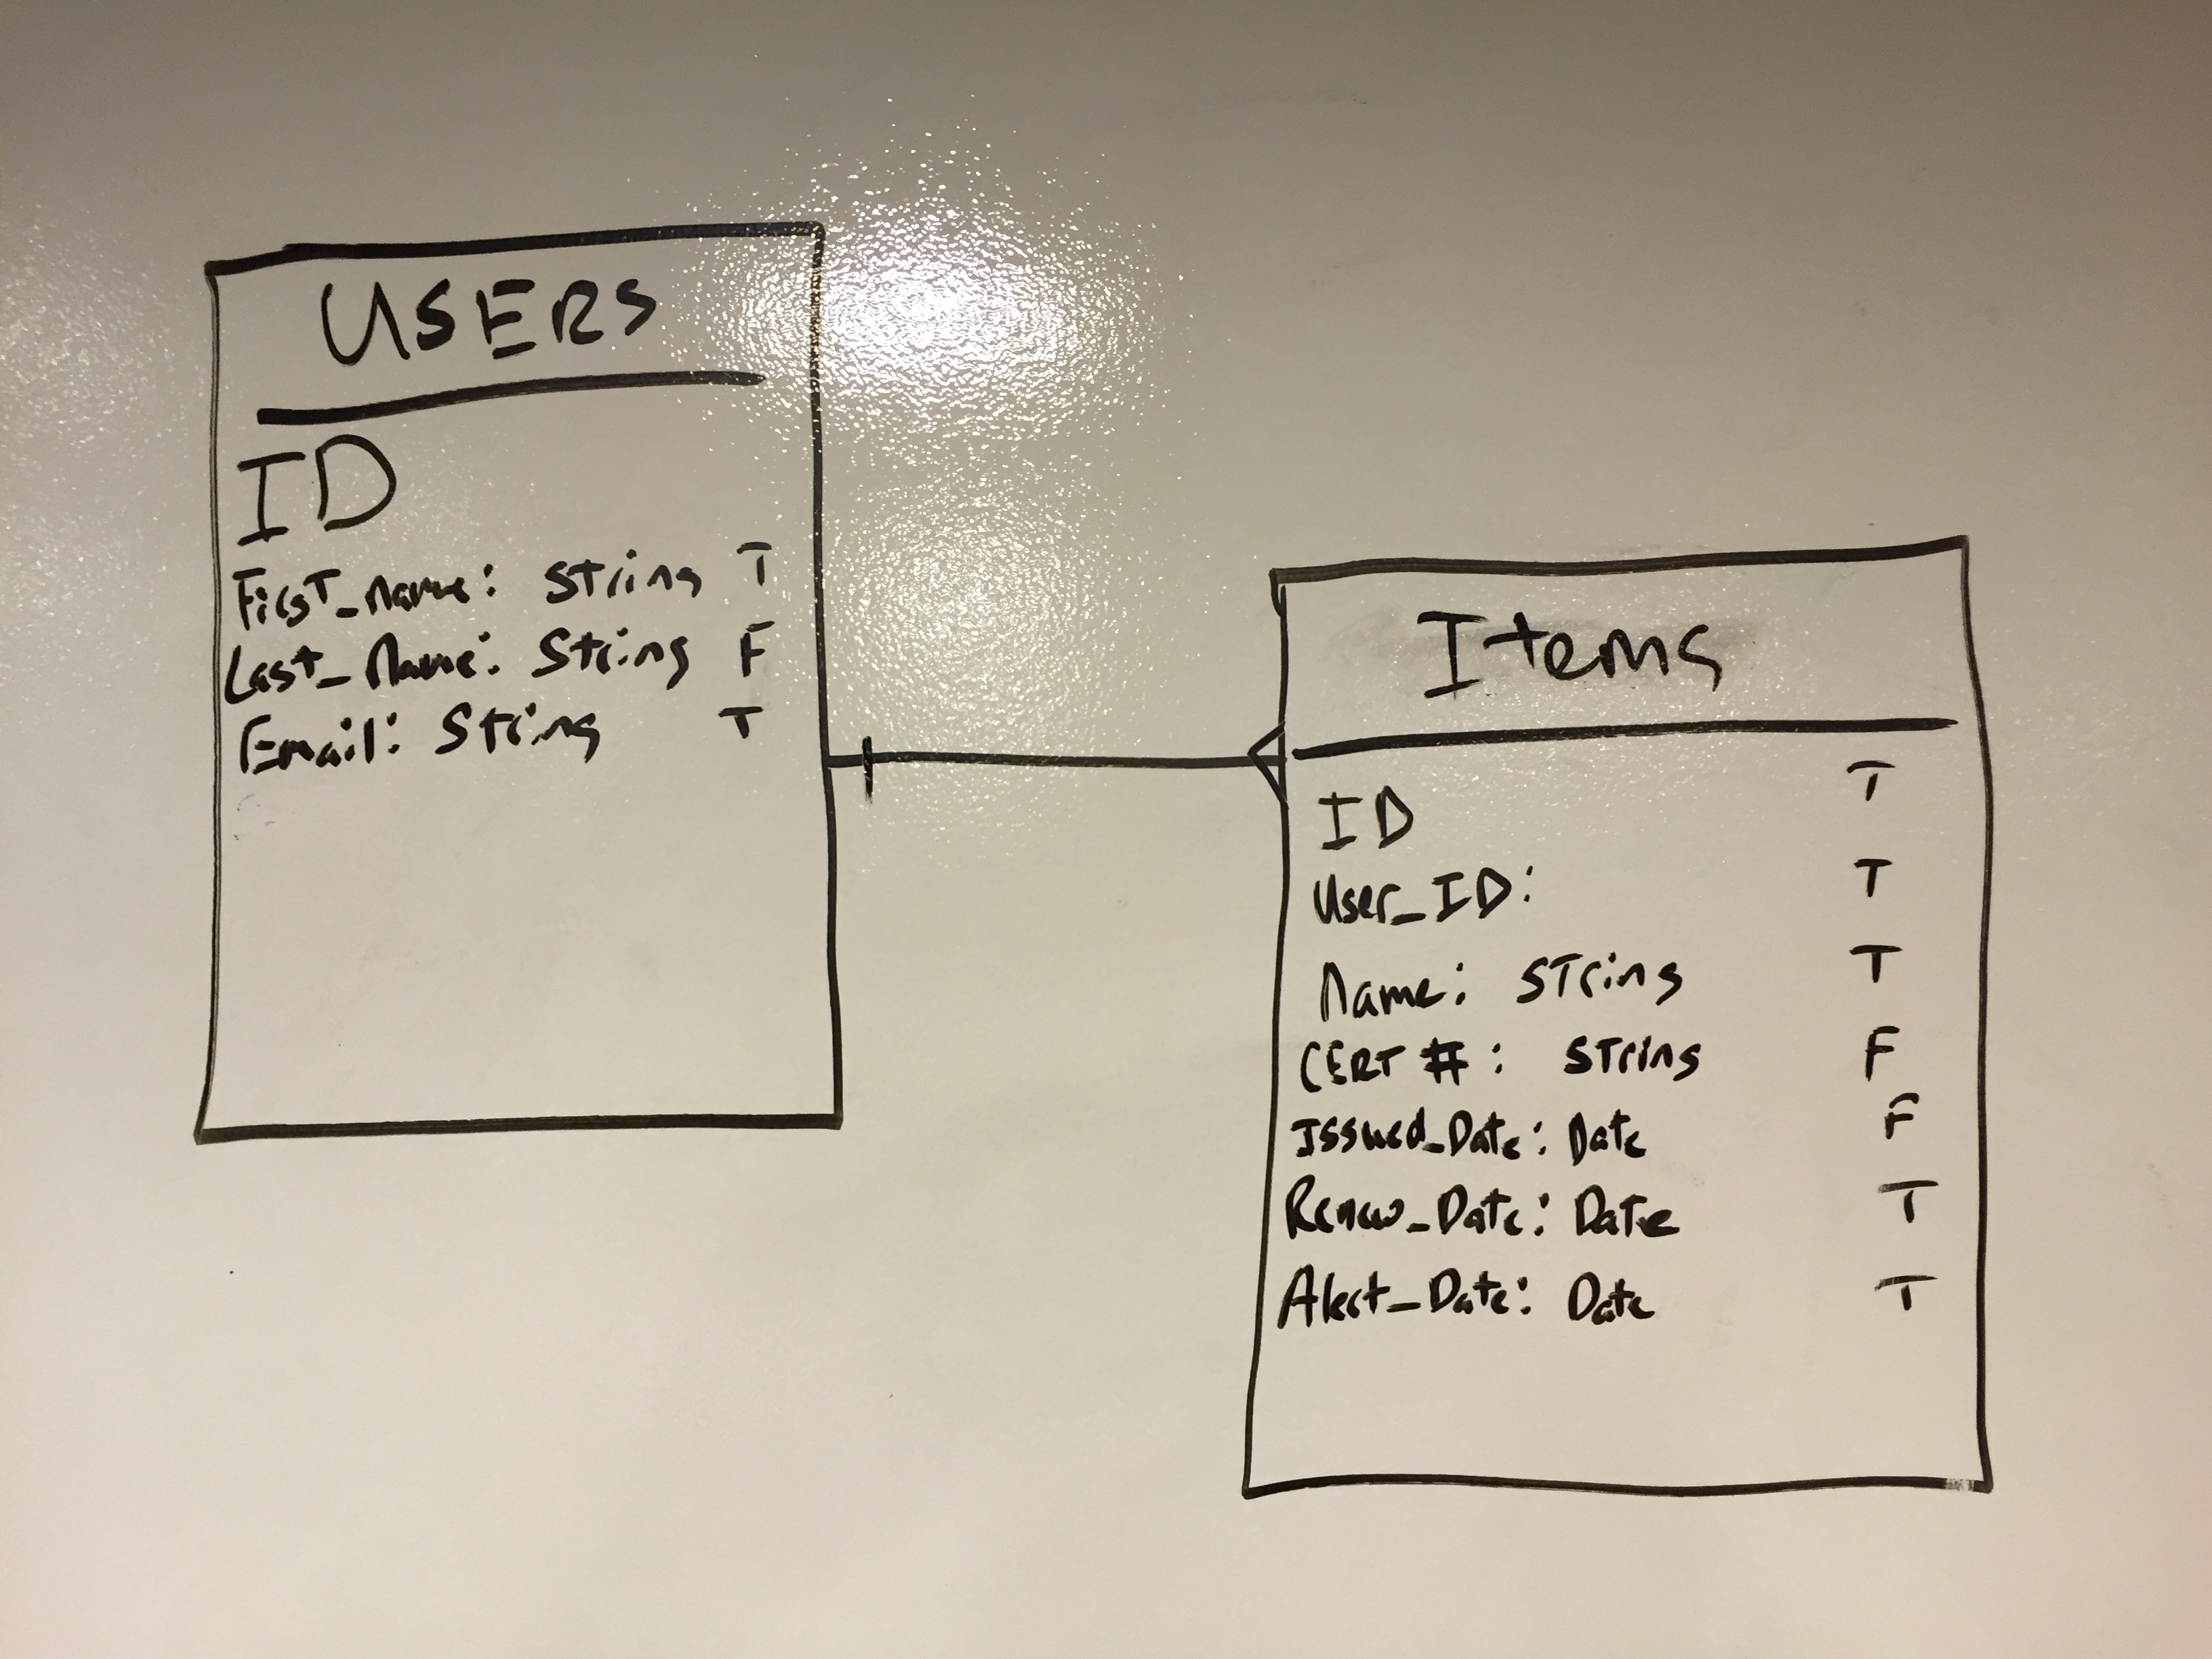 USERS
ID
First_name: String T
Last_Name: String F
Email: String T
Items
ID T
User_ID: T
Name: String T
CERT #: String F
Issued_Date: Date F
Renew_Date: Date T
Alert_Date: Date T